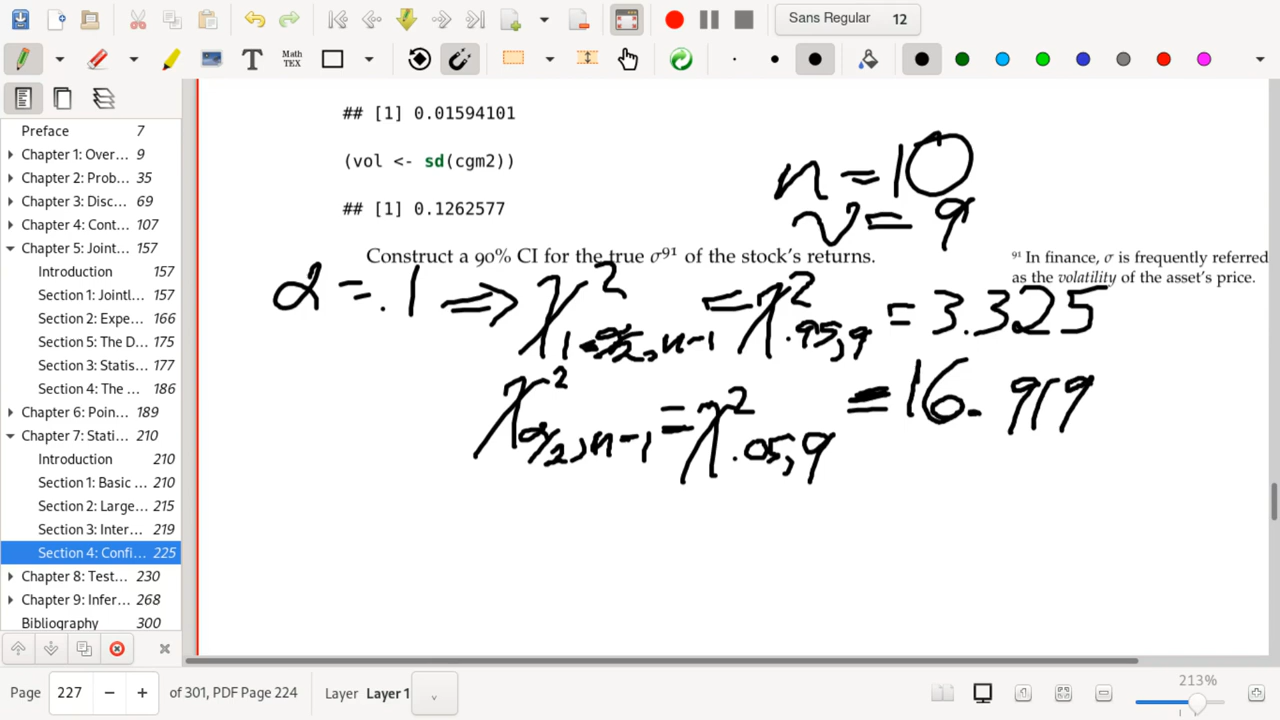 Sans Regular 12
Math
TEX
Preface 7
Chapter 1: Over... 9
Chapter 2: Prob... 35
Chapter 3: Disc... 69
Chapter 4: Cont... 107
Chapter 5: Joint... 157
Introduction 157
Section 1: Jointl... 157
Section 2: Expe... 166
Section 5: The D... 175
Section 3: Statis... 177
Section 4: The ... 186
Chapter 6: Poin... 189
Chapter 7: Stati... 210
Introduction 210
Section 1: Basic ... 210
Section 2: Large... 215
Section 3: Inter... 219
Section 4: Confi... 225
Chapter 8: Test... 230
Chapter 9: Infer... 268
Bibliography 300
## [1] 0.01594101
(vol <- sd(cgm2))
## [1] 0.1262577
n = 10
ν = 9
Construct a 90% CI for the true σ⁹¹ of the stock's returns.
⁹¹ In finance, σ is frequently referred
as the volatility of the asset's price.
α = .1 ⇒ χ²_{1-α/2, n-1} = χ²_{.95, 9} = 3.325
χ²_{α/2, n-1} = χ²_{.05, 9} = 16.919
Page 227 − + of 301, PDF Page 224 Layer Layer 1 213%